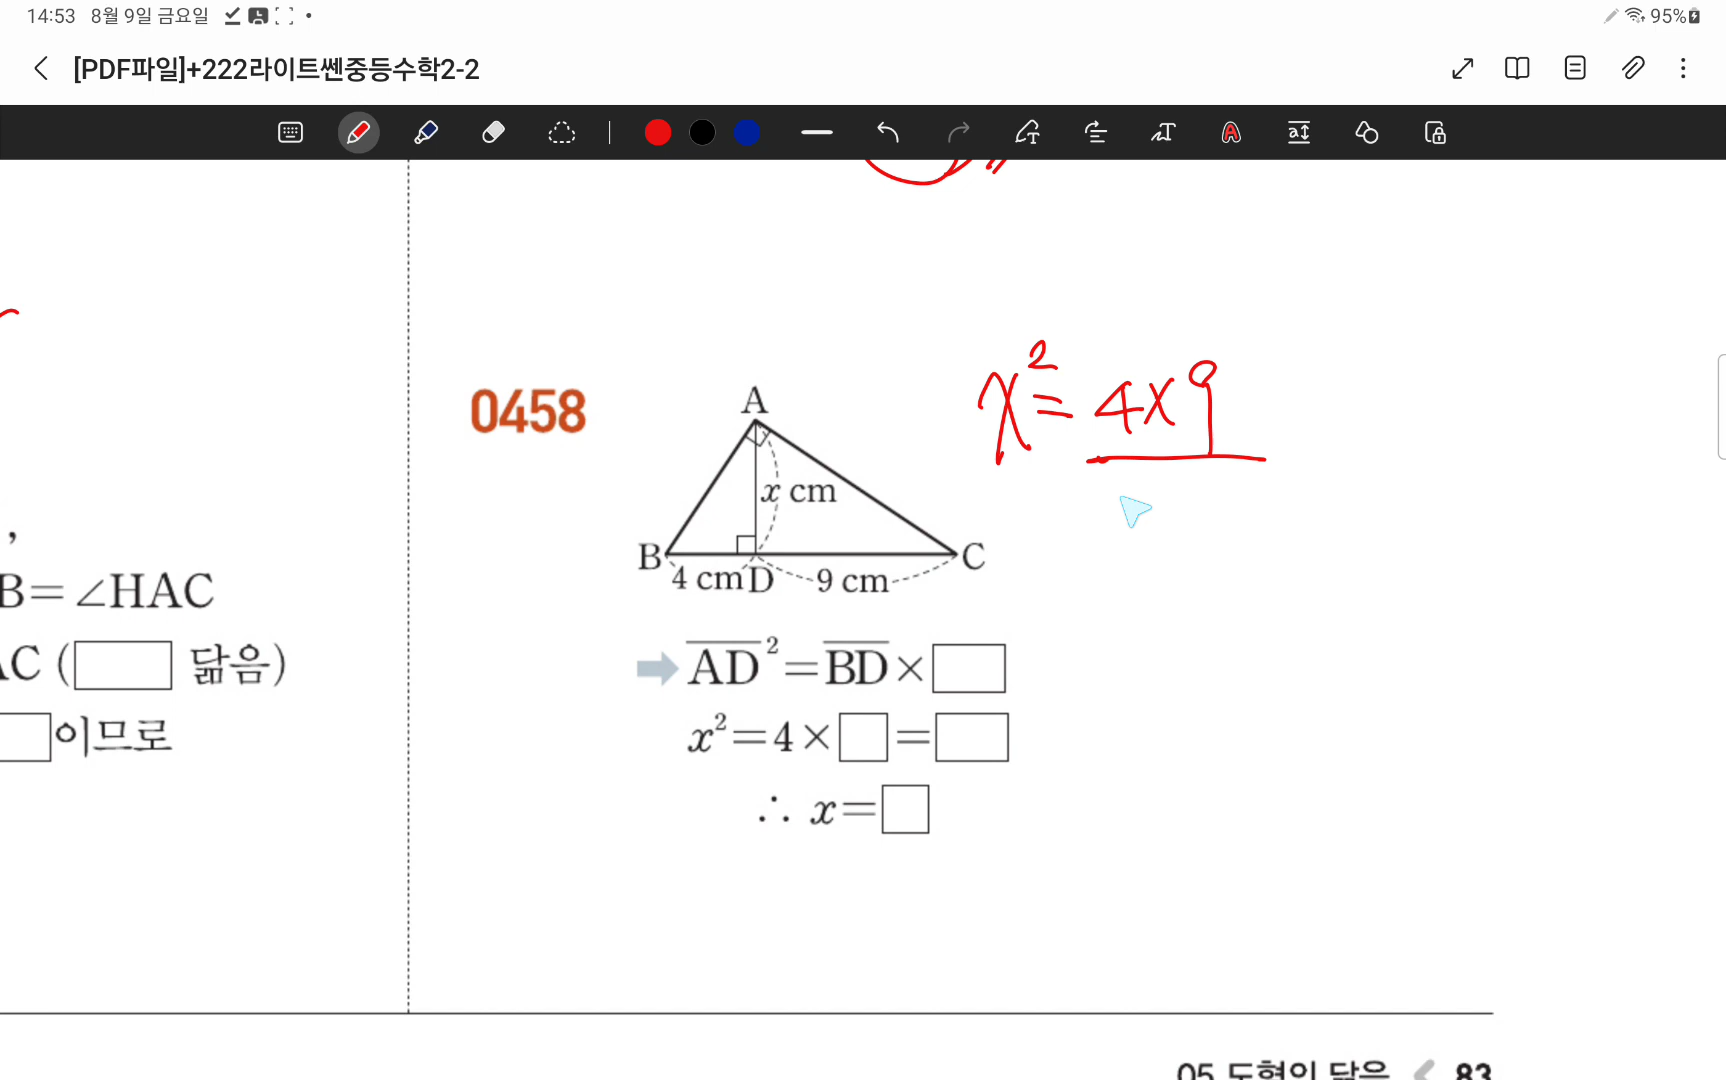 14:53 8월 9일 금요일
95%
[PDF파일]+222라이트쎈중등수학2-2
,
B=∠HAC
AC ( 닮음)
이므로
0458
A
x cm
B
4 cm
D
9 cm
C
x²=4×9
AD²=BD×
x²=4× =
∴ x=
05 도형의 닮음 83